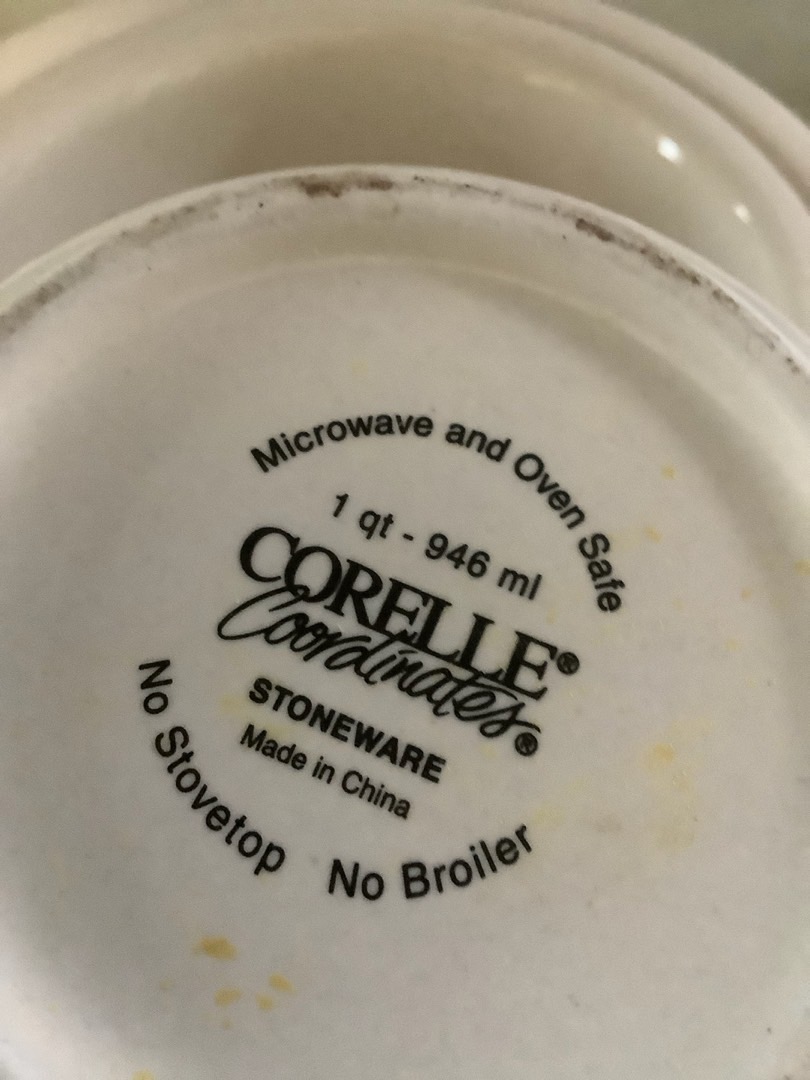 Microwave and Oven Safe
1 qt - 946 ml
CORELLE®
Coordinates®
STONEWARE
Made in China
No Stovetop No Broiler